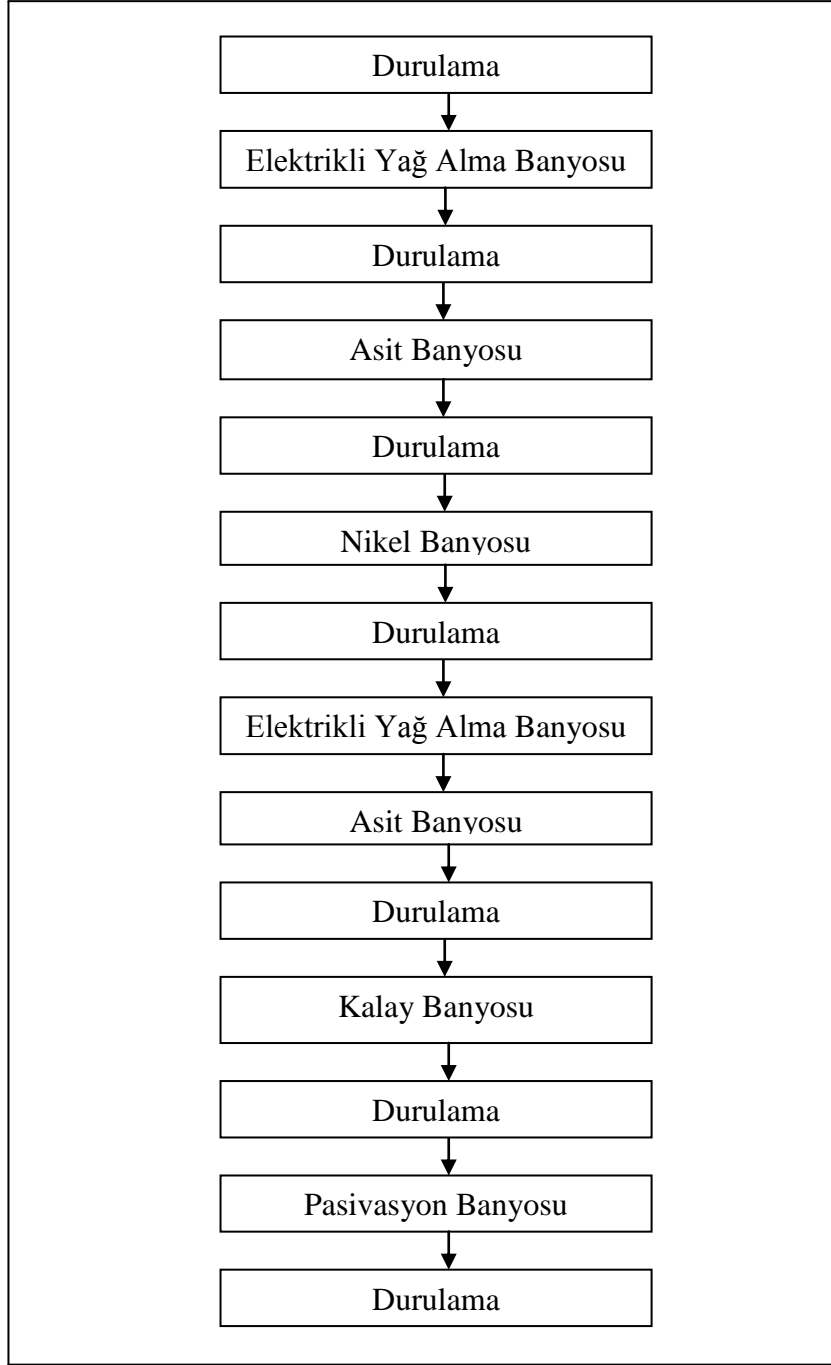 Durulama
Elektrikli Yağ Alma Banyosu
Durulama
Asit Banyosu
Durulama
Nikel Banyosu
Durulama
Elektrikli Yağ Alma Banyosu
Asit Banyosu
Durulama
Kalay Banyosu
Durulama
Pasivasyon Banyosu
Durulama